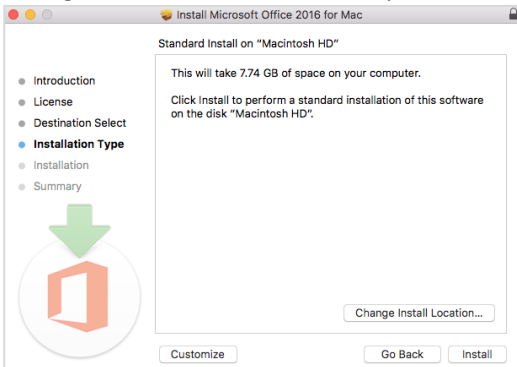 Install Microsoft Office 2016 for Mac
Standard Install on "Macintosh HD"
Introduction
License
Destination Select
Installation Type
Installation
Summary
This will take 7.74 GB of space on your computer.
Click Install to perform a standard installation of this software
on the disk "Macintosh HD".
Change Install Location...
Customize
Go Back
Install